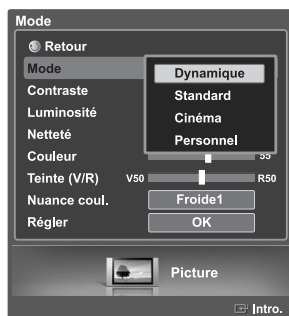 Mode
Retour
Mode
Dynamique
Standard
Cinéma
Personnel
Contraste
Luminosité
Netteté
Couleur 55
Teinte (V/R) V50 R50
Nuance coul. Froide1
Régler OK
Picture
Intro.